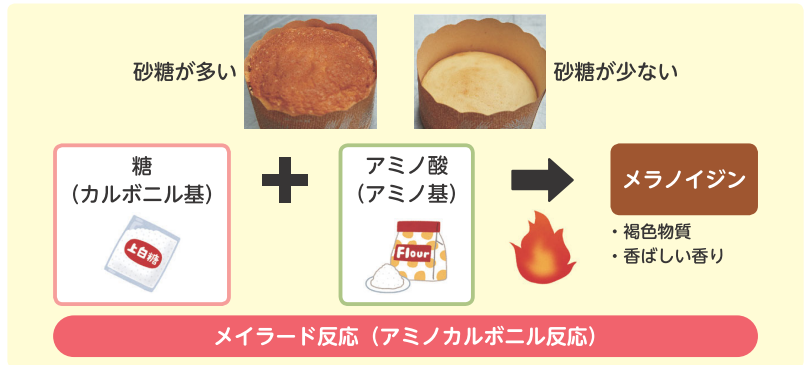 砂糖が多い
砂糖が少ない
糖
（カルボニル基）
上白糖
アミノ酸
（アミノ基）
Flour
メラノイジン
・褐色物質
・香ばしい香り
メイラード反応（アミノカルボニル反応）